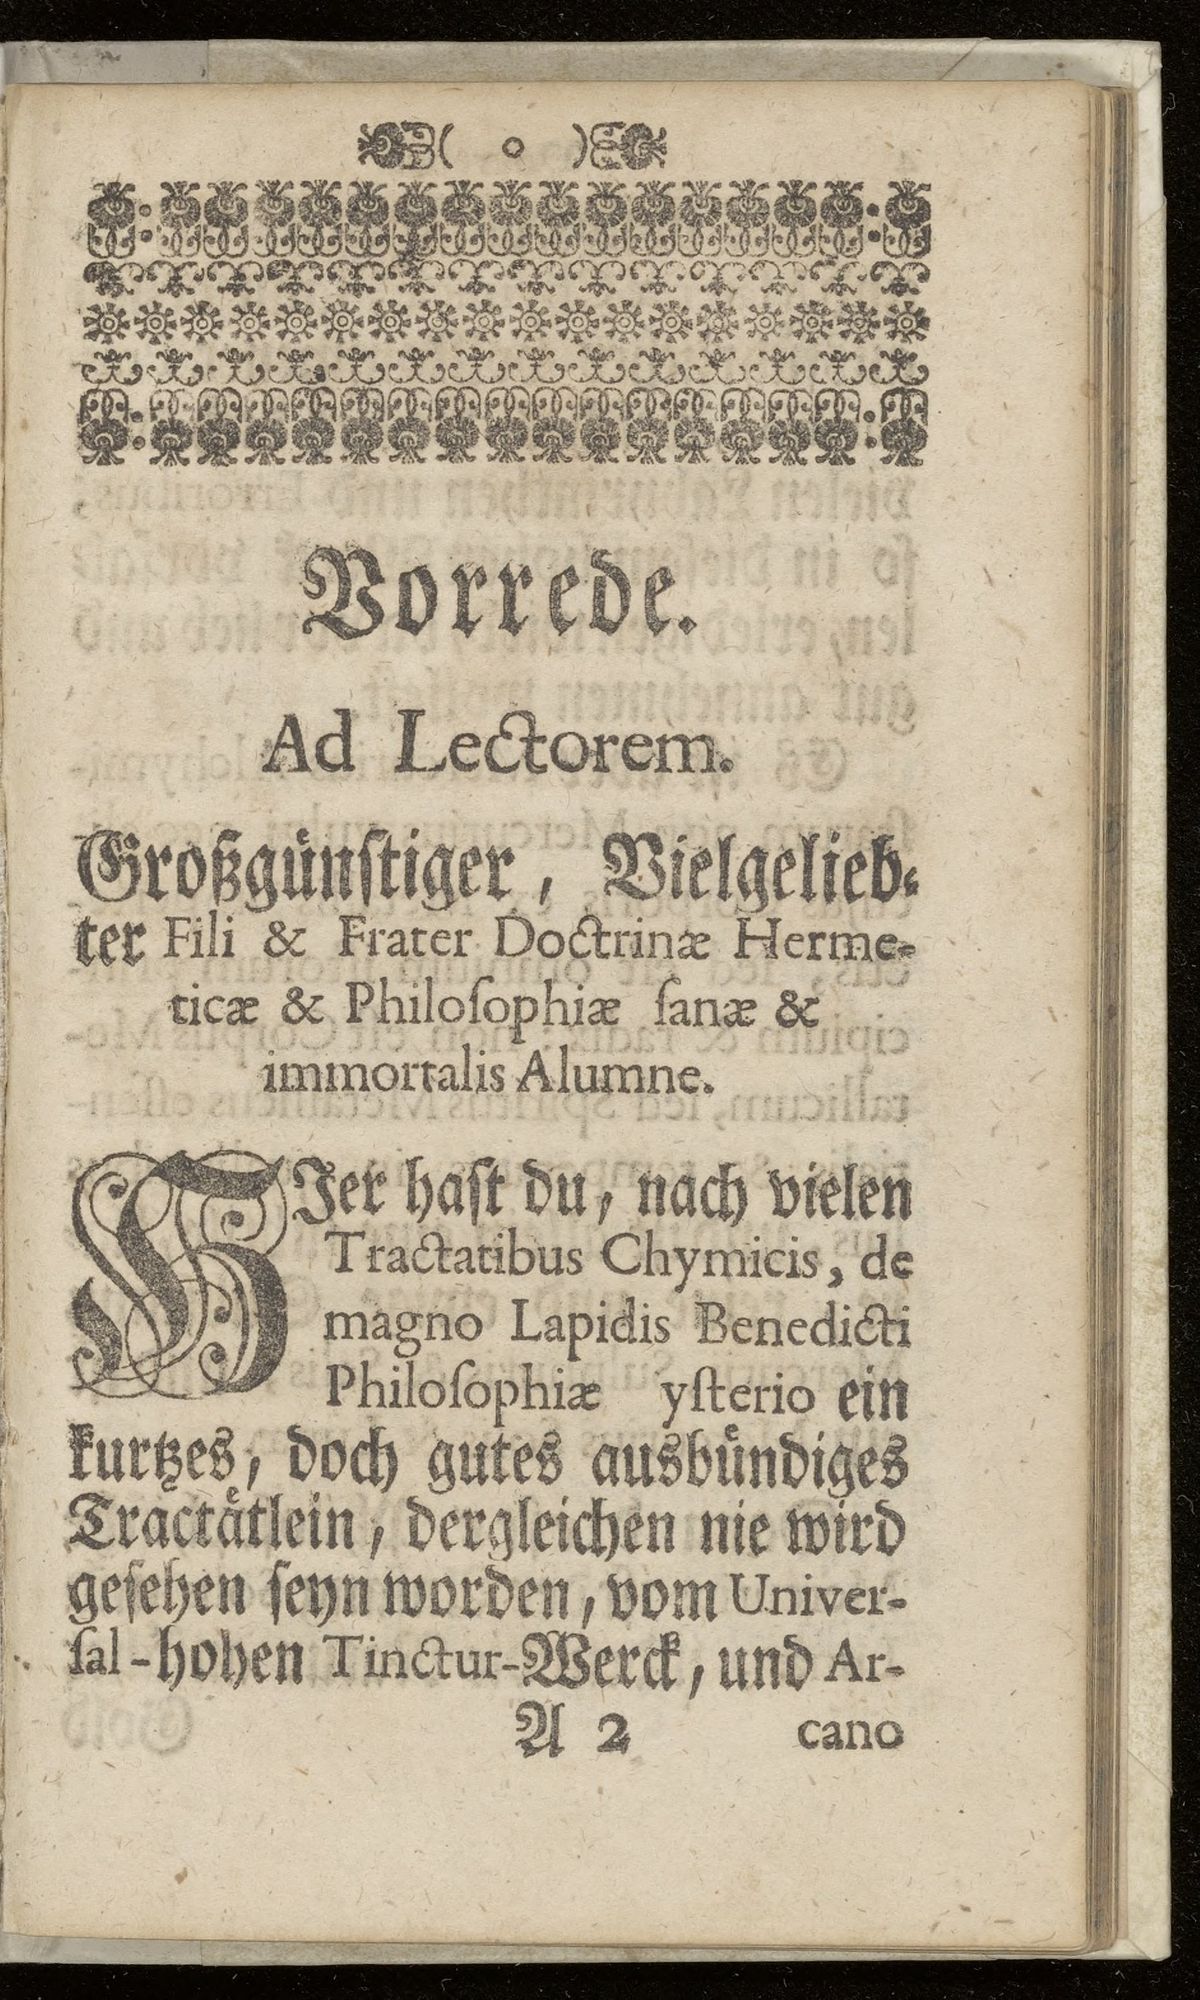 ( o )
Vorrede.
Ad Lectorem.
Großgünſtiger, Vielgelieb-
ter Fili & Frater Doctrinæ Herme-
ticæ & Philoſophiæ ſanæ &
immortalis Alumne.
HJer haſt du, nach vielen
Tractatibus Chymicis, de
magno Lapidis Benedicti
Philoſophiæ yſterio ein
kurtzes, doch gutes ausbündiges
Tractätlein, dergleichen nie wird
geſehen ſeyn worden, vom Univer-
ſal-hohen Tinctur-Werck, und Ar-
A 2 cano